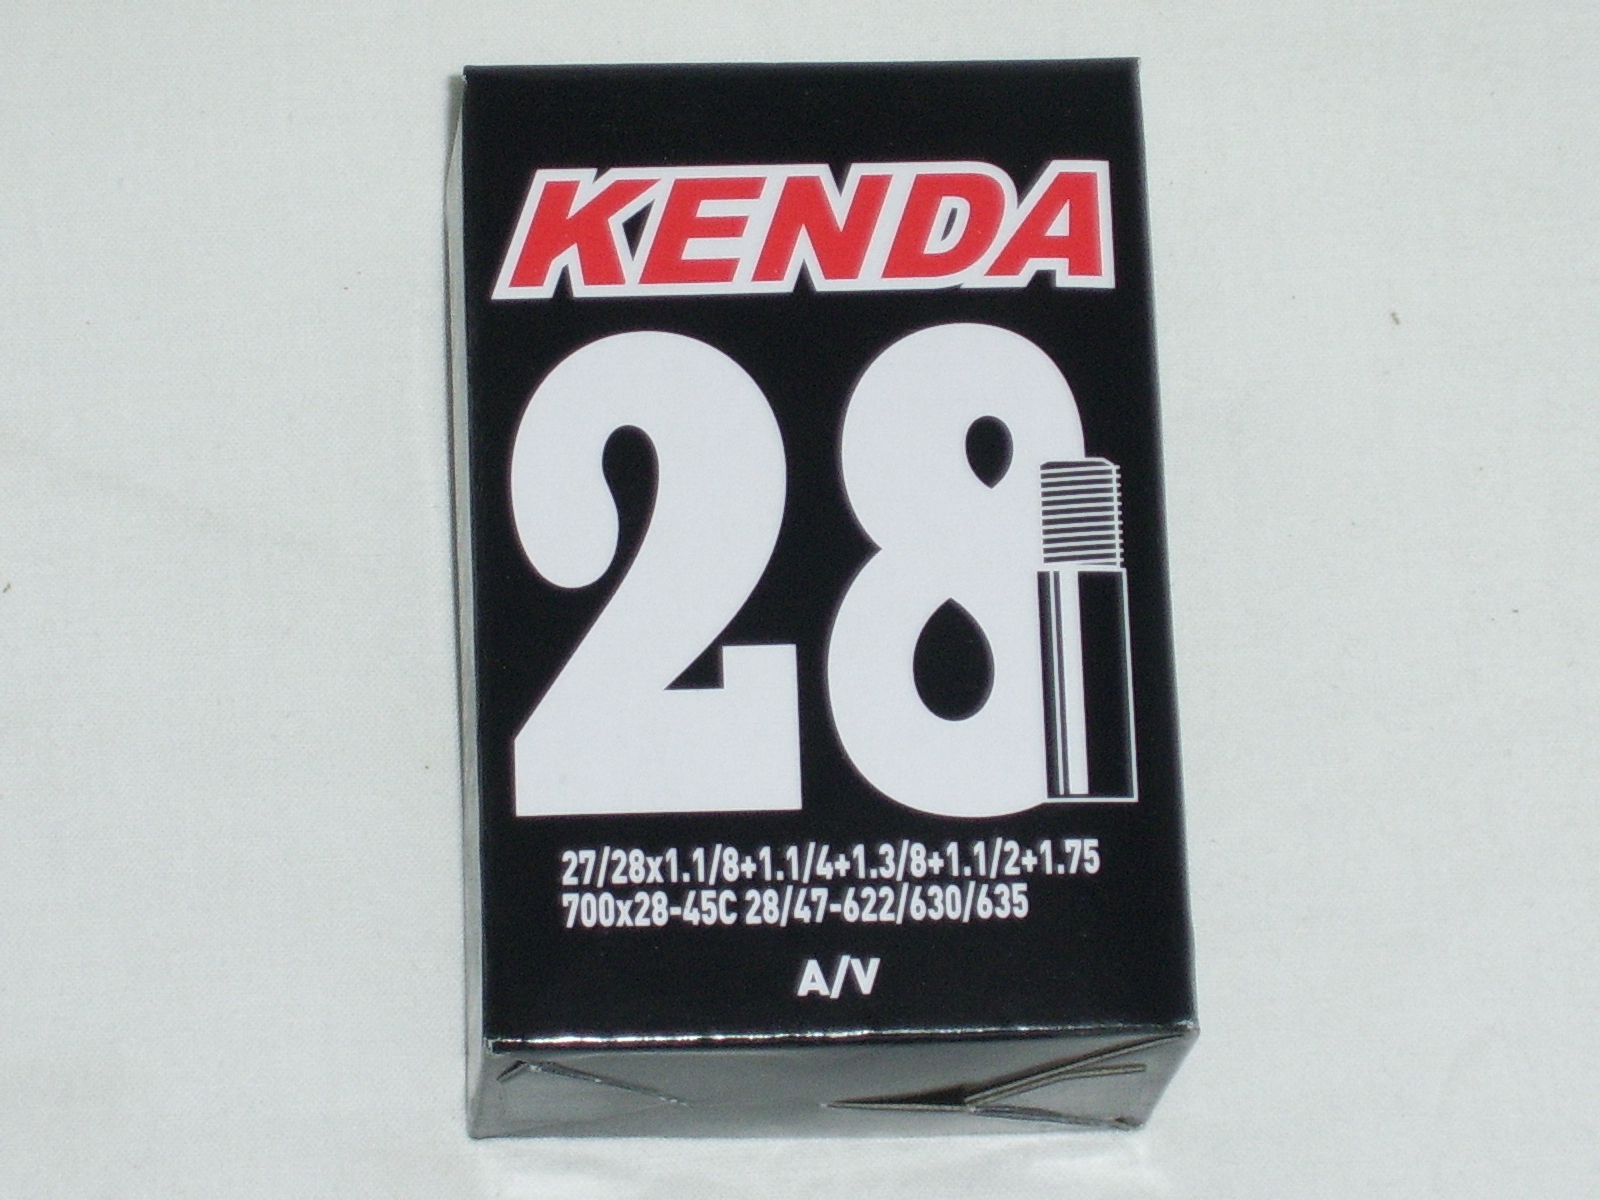 KENDA
28
27/28x1.1/8+1.1/4+1.3/8+1.1/2+1.75
700x28-45C 28/47-622/630/635
A/V